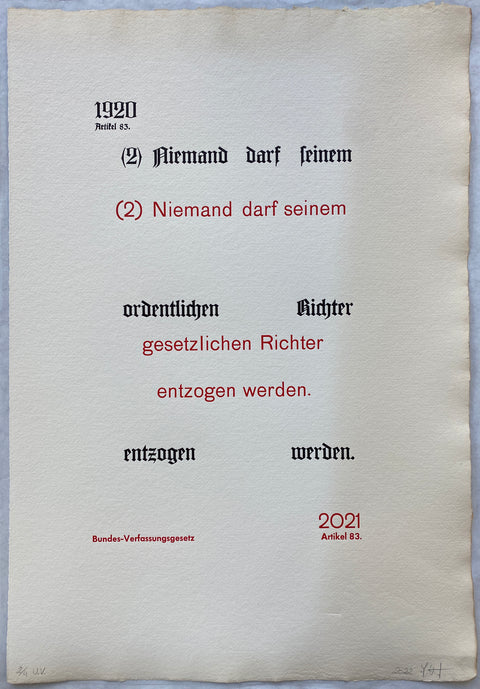 1920
Artikel 83.
(2) Niemand darf seinem
(2) Niemand darf seinem
ordentlichen Richter
gesetzlichen Richter
entzogen werden.
entzogen werden.
2021
Bundes-Verfassungsgesetz Artikel 83.
2022